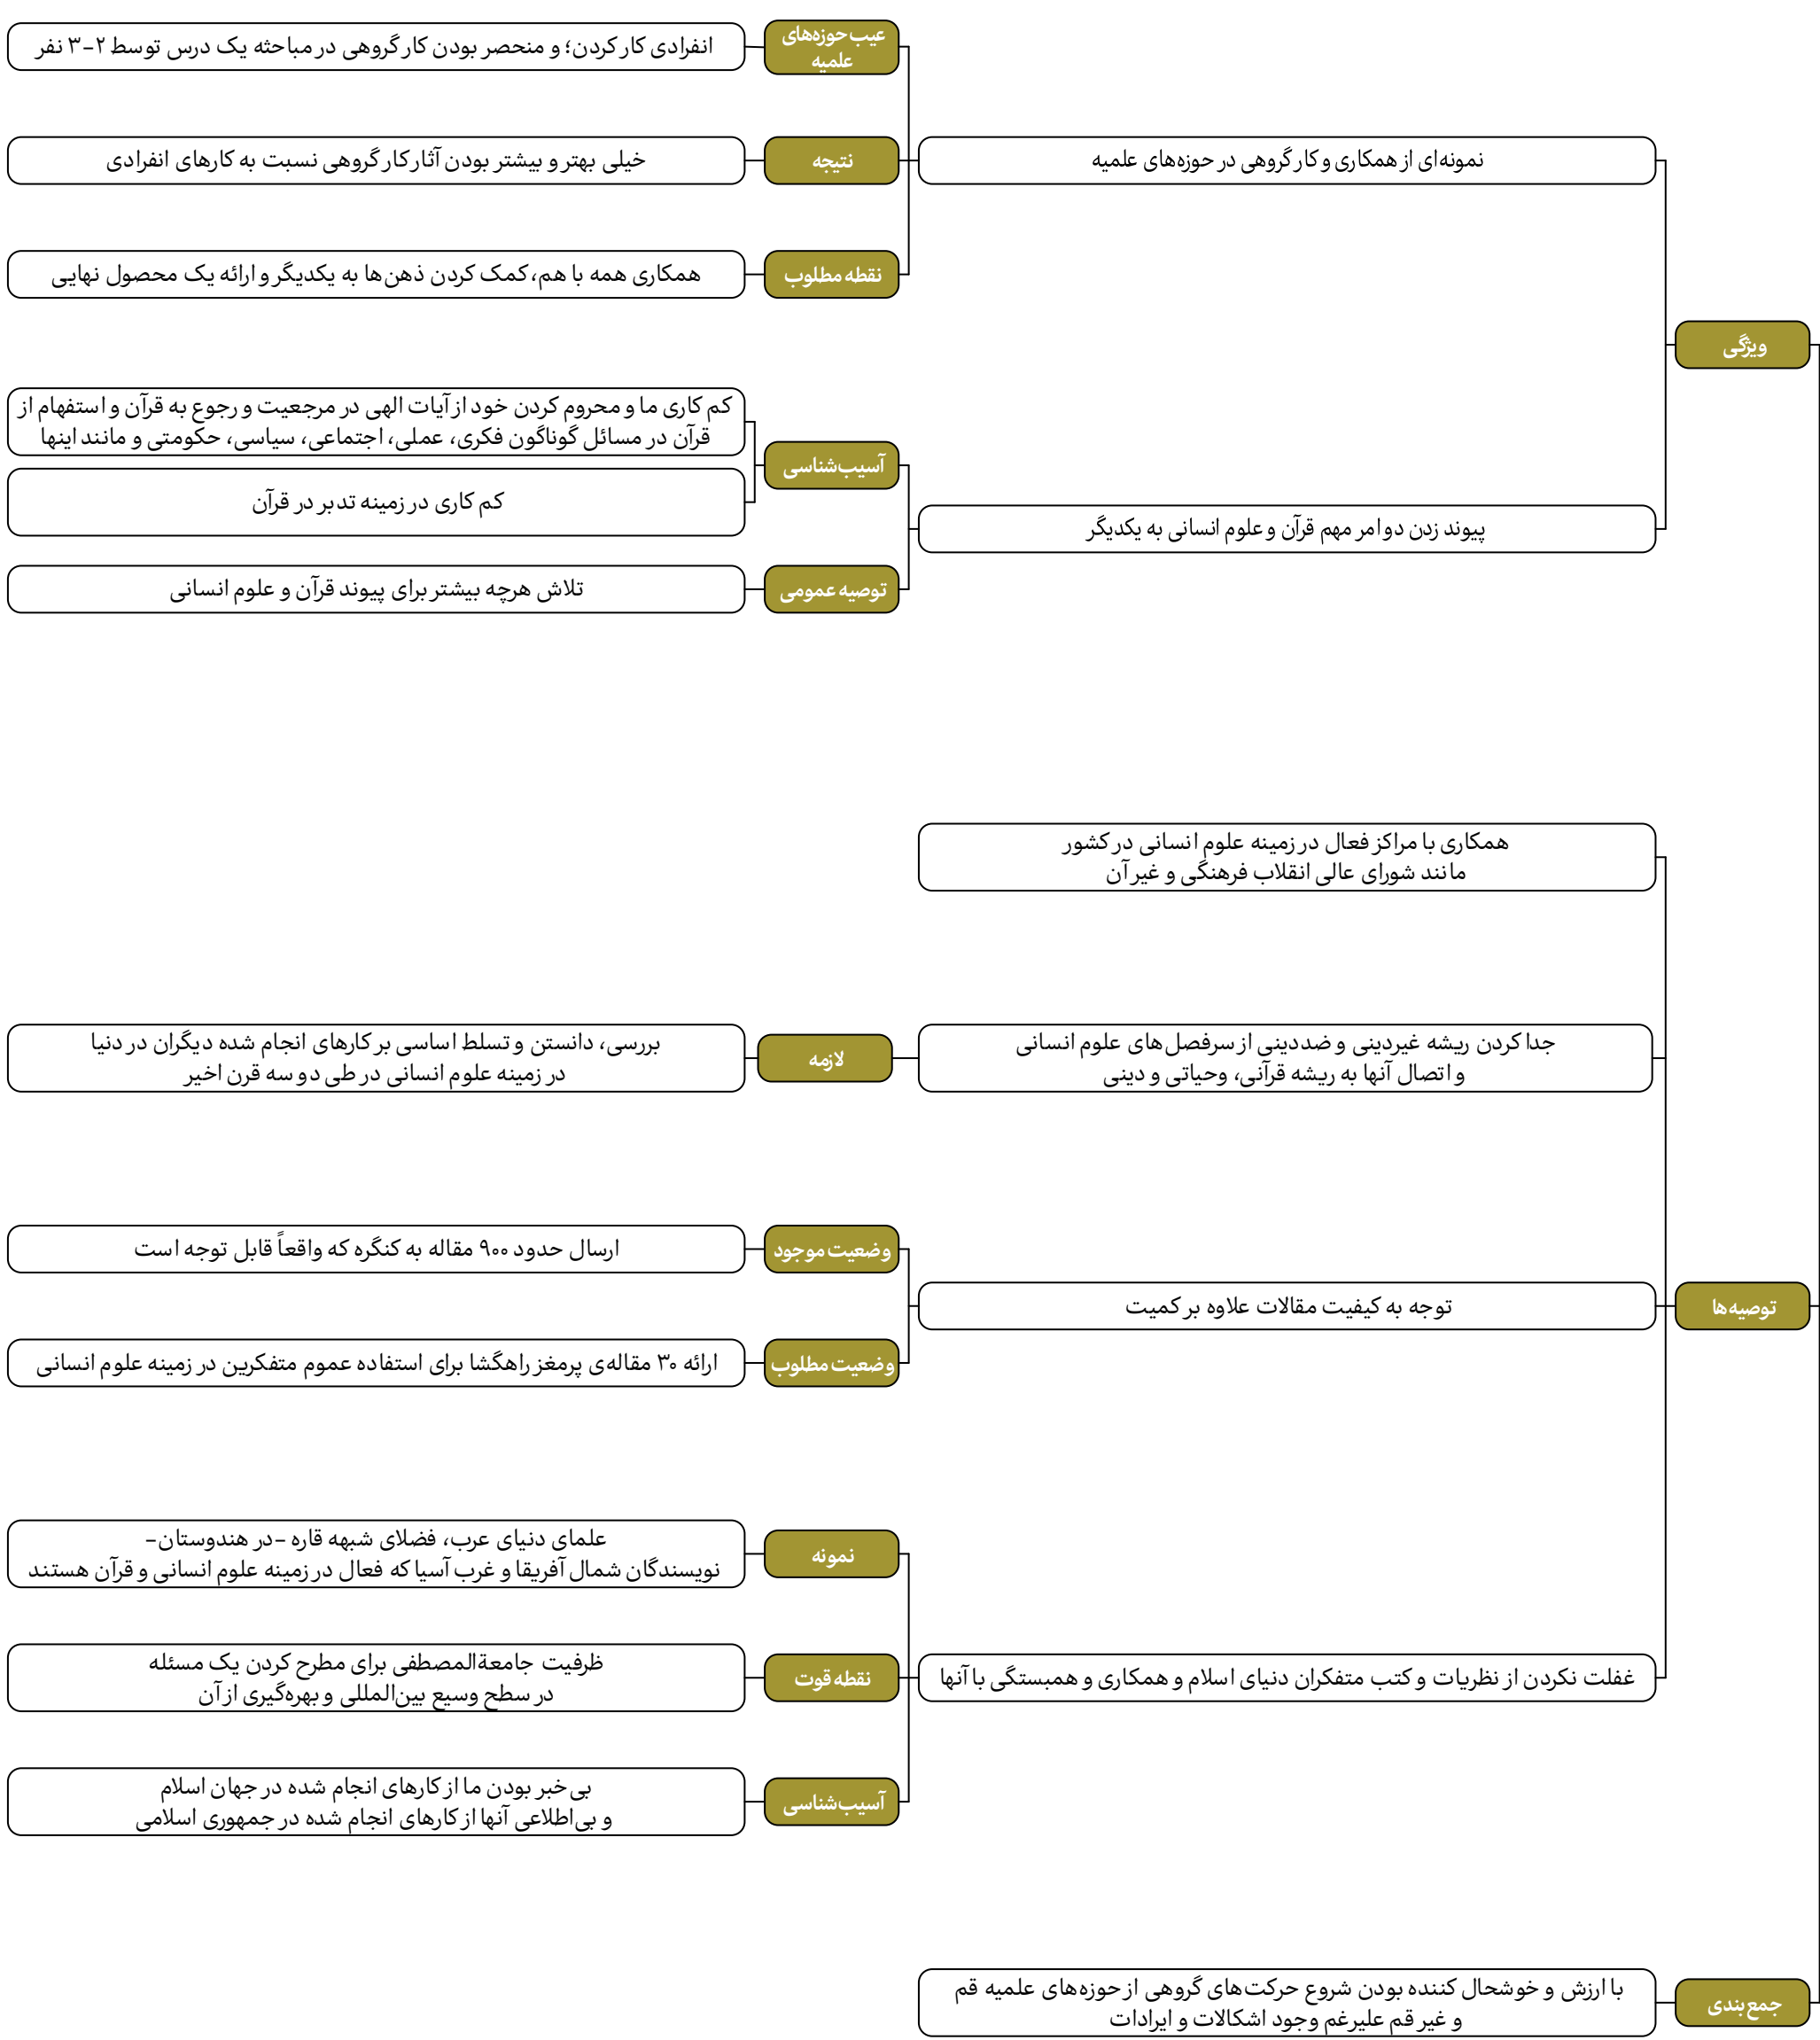 ویژگی
نمونه‌ای از همکاری و کار گروهی در حوزه‌های علمیه
عیب حوزه‌های
علمیه
انفرادی کار کردن؛ و منحصر بودن کار گروهی در مباحثه یک درس توسط ۲-۳ نفر
نتیجه
خیلی بهتر و بیشتر بودن آثار کار گروهی نسبت به کارهای انفرادی
نقطه مطلوب
همکاری همه با هم، کمک کردن ذهن‌ها به یکدیگر و ارائه یک محصول نهایی
پیوند زدن دو امر مهم قرآن و علوم انسانی به یکدیگر
آسیب‌شناسی
کم کاری ما و محروم کردن خود از آیات الهی در مرجعیت و رجوع به قرآن و استفهام از
قرآن در مسائل گوناگون فکری، عملی، اجتماعی، سیاسی، حکومتی و مانند اینها
کم کاری در زمینه تدبر در قرآن
توصیه عمومی
تلاش هرچه بیشتر برای پیوند قرآن و علوم انسانی
توصیه‌ها
همکاری با مراکز فعال در زمینه علوم انسانی در کشور
مانند شورای عالی انقلاب فرهنگی و غیر آن
جدا کردن ریشه غیردینی و ضددینی از سرفصل‌های علوم انسانی
و اتصال آنها به ریشه قرآنی، وحیاتی و دینی
لازمه
بررسی، دانستن و تسلط اساسی بر کارهای انجام شده دیگران در دنیا
در زمینه علوم انسانی در طی دو سه قرن اخیر
توجه به کیفیت مقالات علاوه بر کمیت
وضعیت موجود
ارسال حدود ۹۰۰ مقاله به کنگره که واقعاً قابل توجه است
وضعیت مطلوب
ارائه ۳۰ مقاله‌ی پرمغز راهگشا برای استفاده عموم متفکرین در زمینه علوم انسانی
غفلت نکردن از نظریات و کتب متفکران دنیای اسلام و همکاری و همبستگی با آنها
نمونه
علمای دنیای عرب، فضلای شبهه قاره -در هندوستان-
نویسندگان شمال آفریقا و غرب آسیا که فعال در زمینه علوم انسانی و قرآن هستند
نقطه قوت
ظرفیت جامعةالمصطفی برای مطرح کردن یک مسئله
در سطح وسیع بین‌المللی و بهره‌گیری از آن
آسیب‌شناسی
بی‌خبر بودن ما از کارهای انجام شده در جهان اسلام
و بی‌اطلاعی آنها از کارهای انجام شده در جمهوری اسلامی
جمع‌بندی
با ارزش و خوشحال کننده بودن شروع حرکت‌های گروهی از حوزه‌های علمیه قم
و غیر قم علیرغم وجود اشکالات و ایرادات